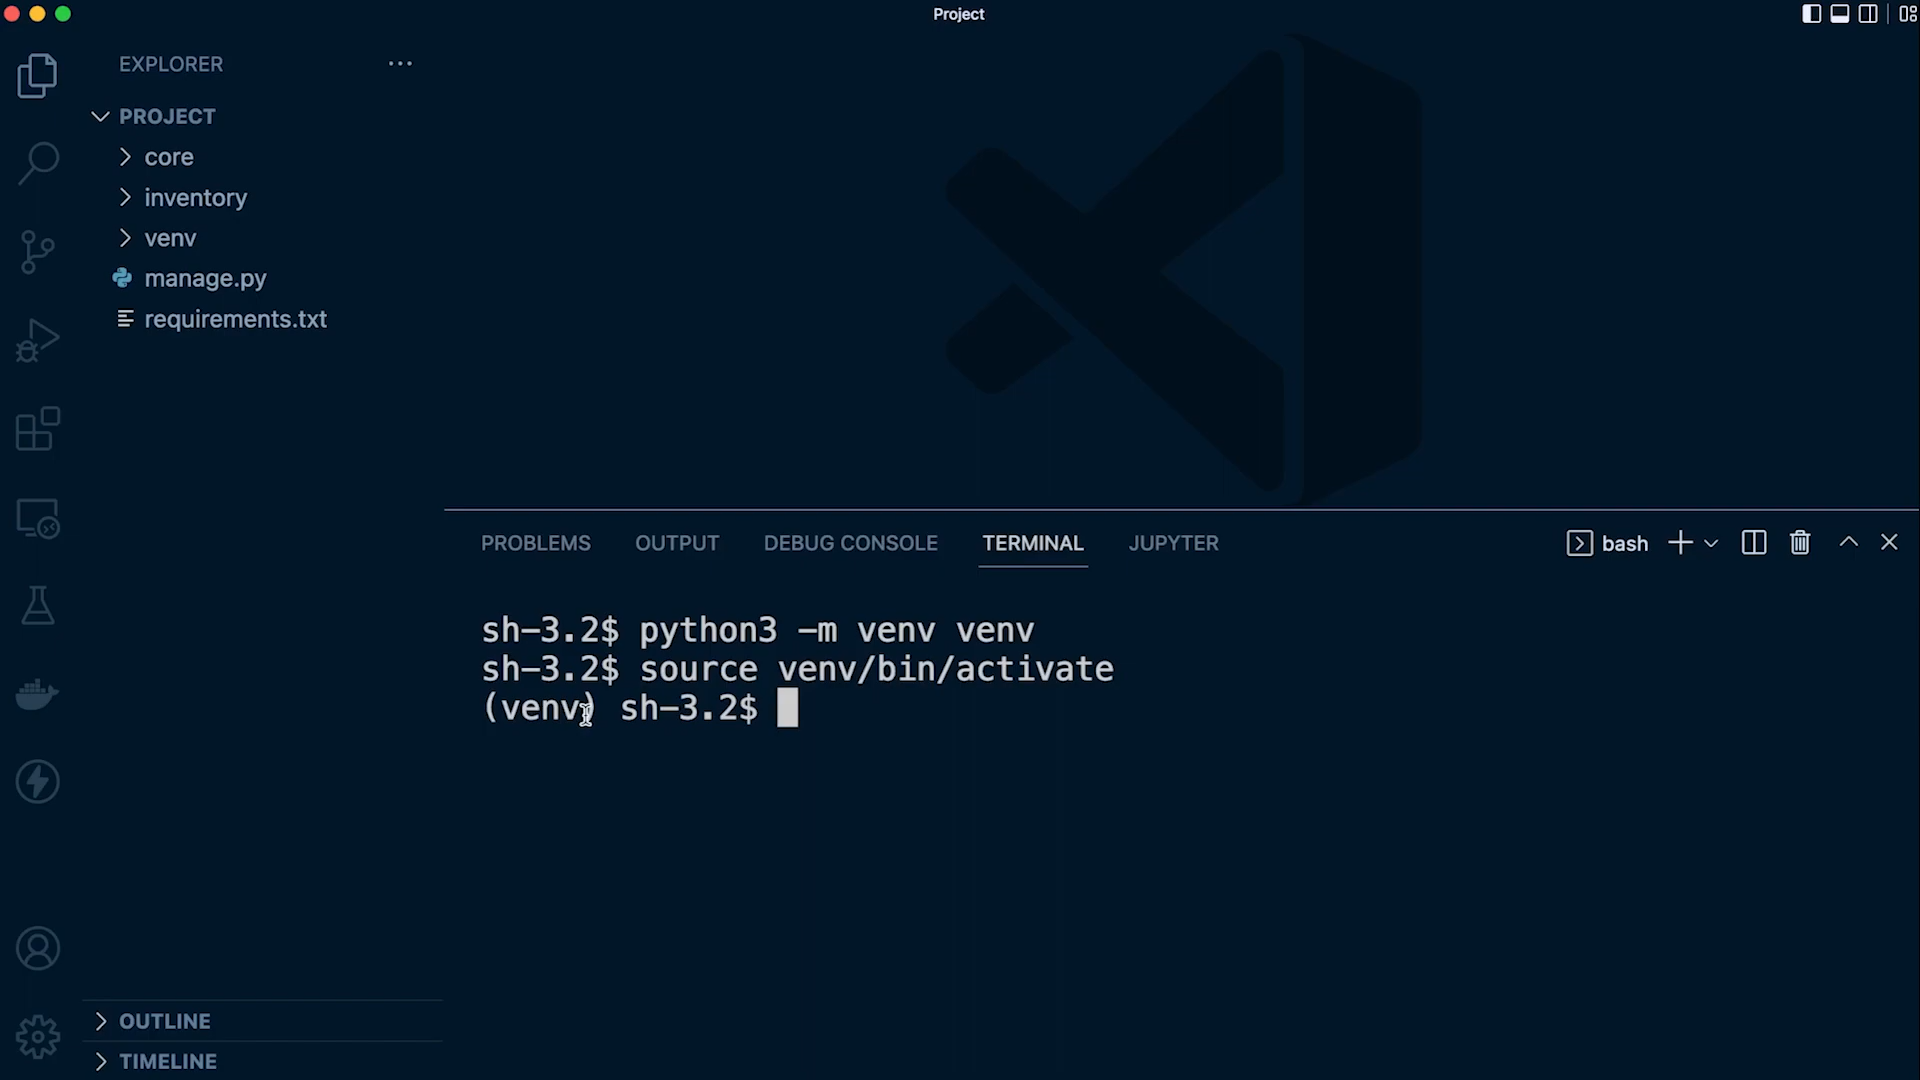 Project
EXPLORER
PROJECT
core
inventory
venv
manage.py
requirements.txt
OUTLINE
TIMELINE
PROBLEMS OUTPUT DEBUG CONSOLE TERMINAL JUPYTER
bash
sh-3.2$ python3 -m venv venv
sh-3.2$ source venv/bin/activate
(venv) sh-3.2$